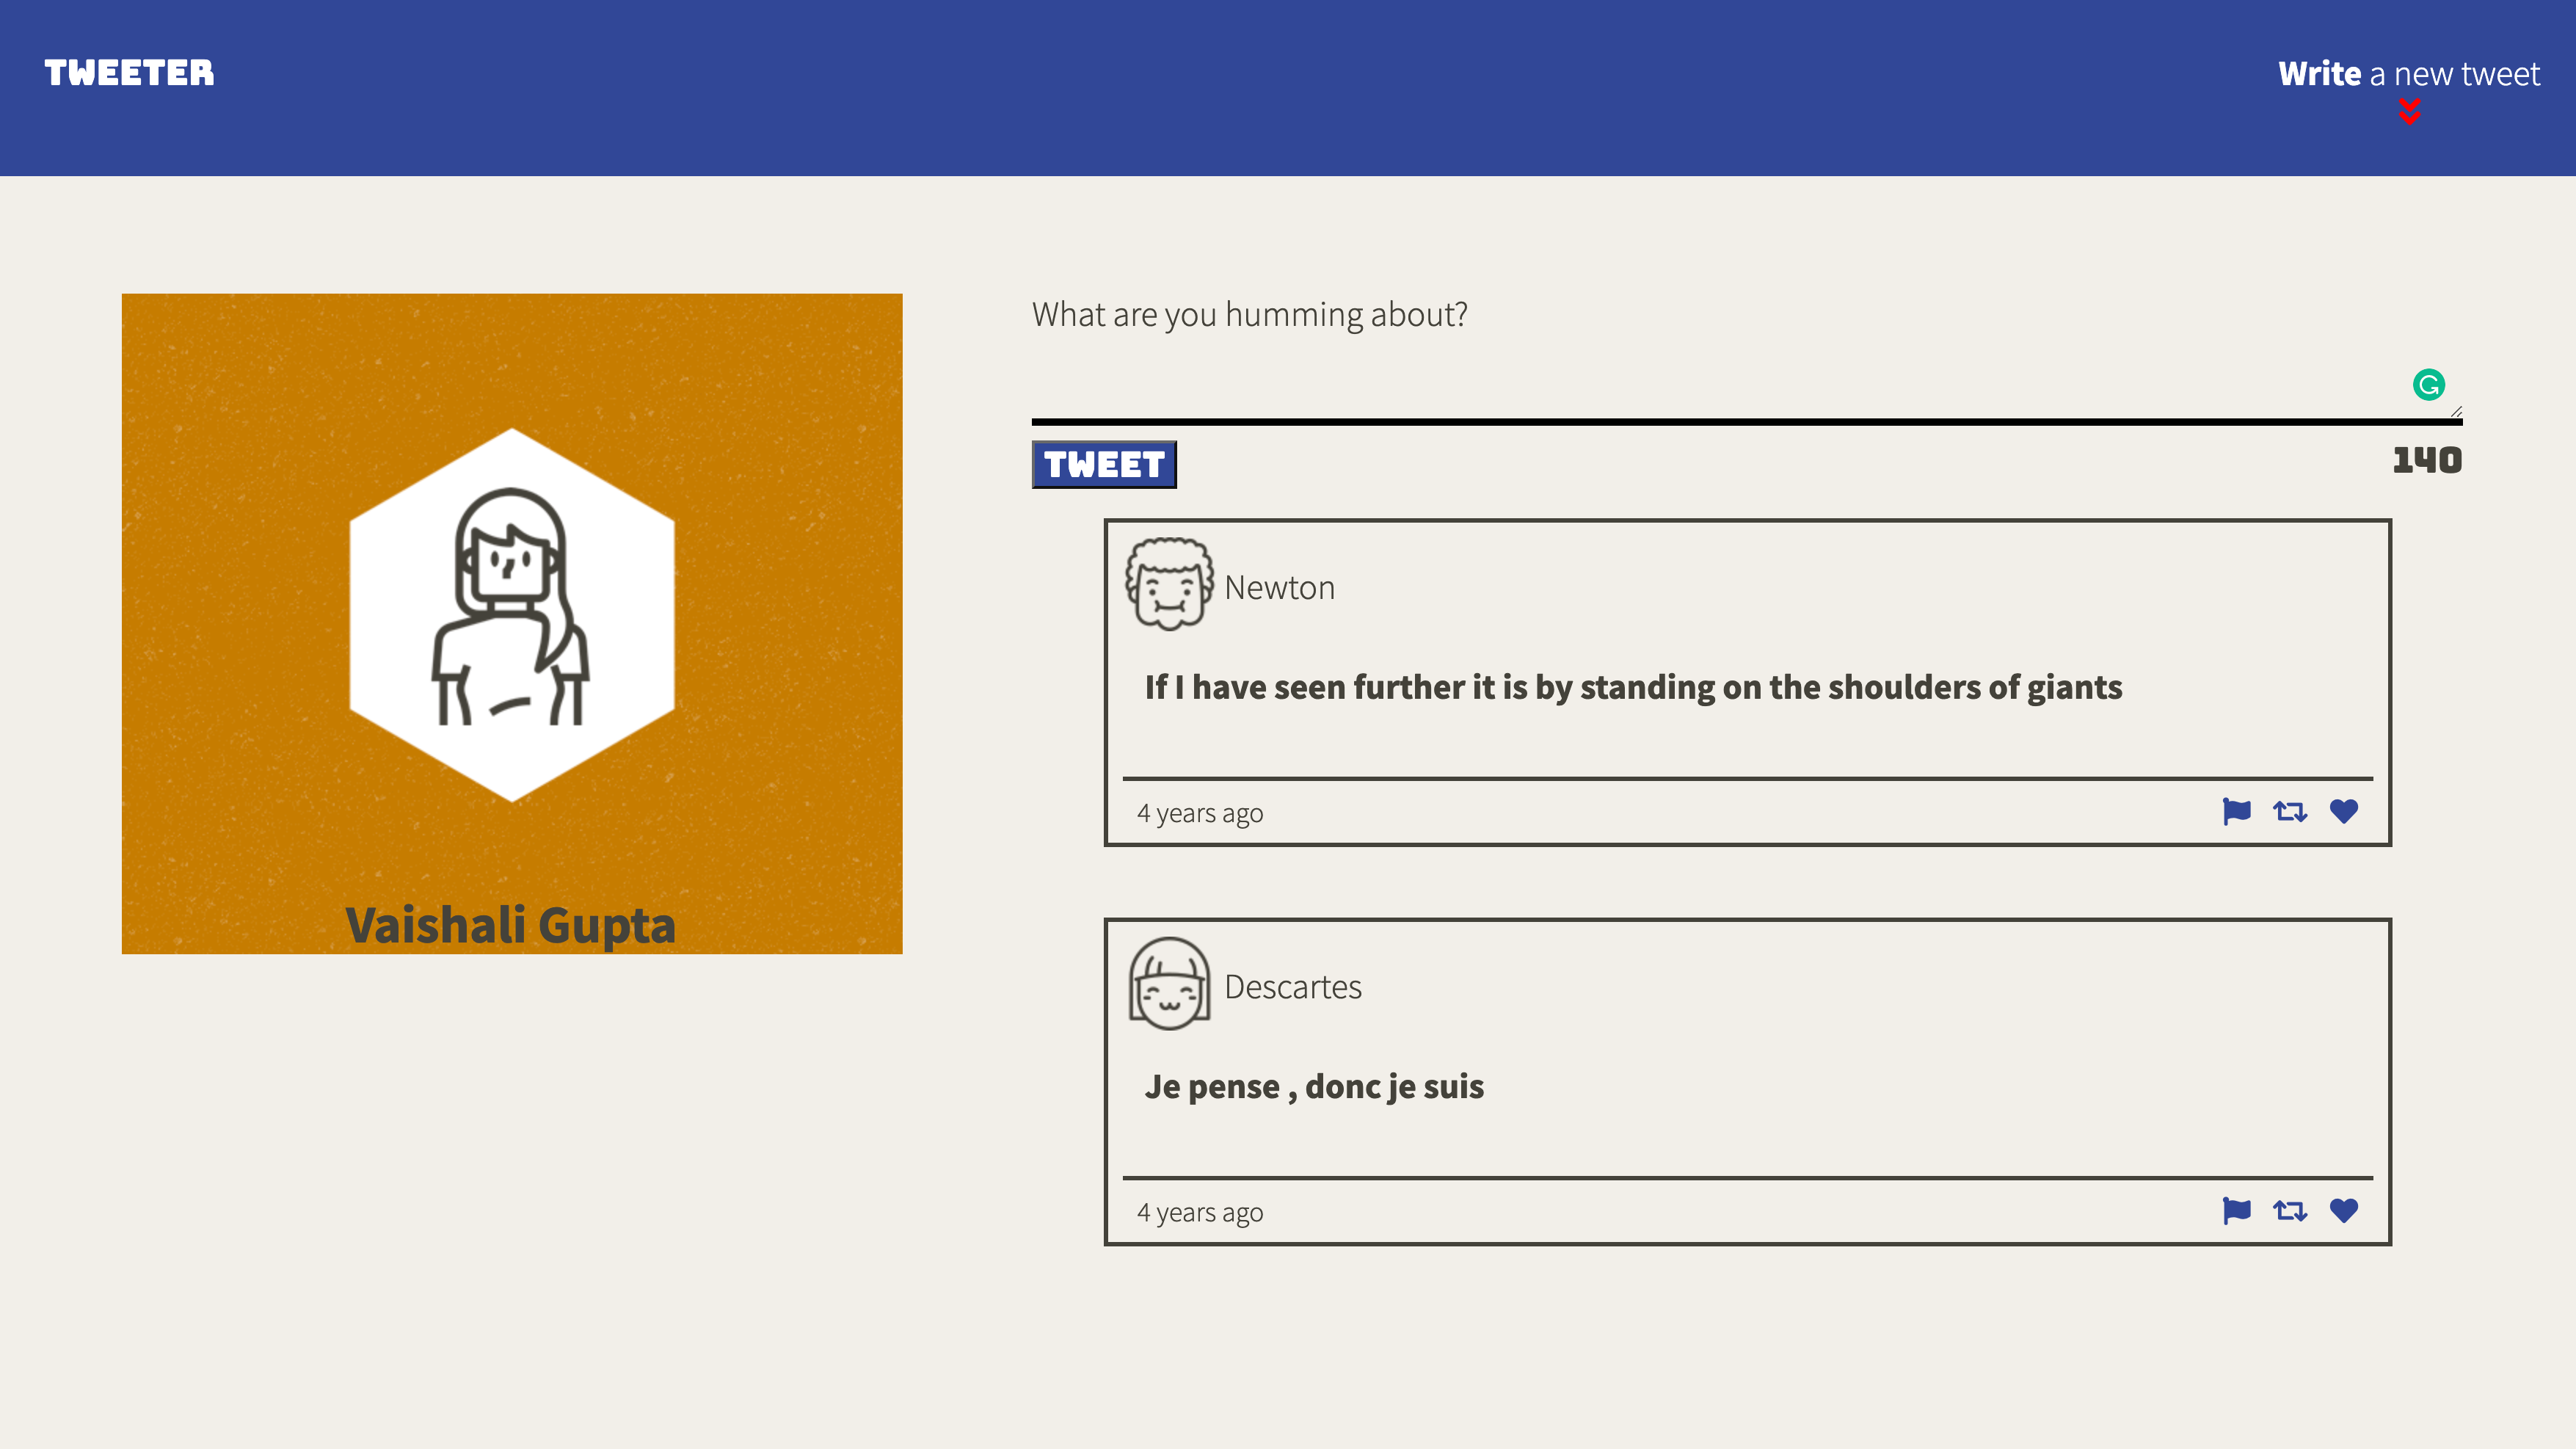 TWEETER
Write a new tweet
Vaishali Gupta
What are you humming about?
TWEET
140
Newton
If I have seen further it is by standing on the shoulders of giants
4 years ago
Descartes
Je pense , donc je suis
4 years ago